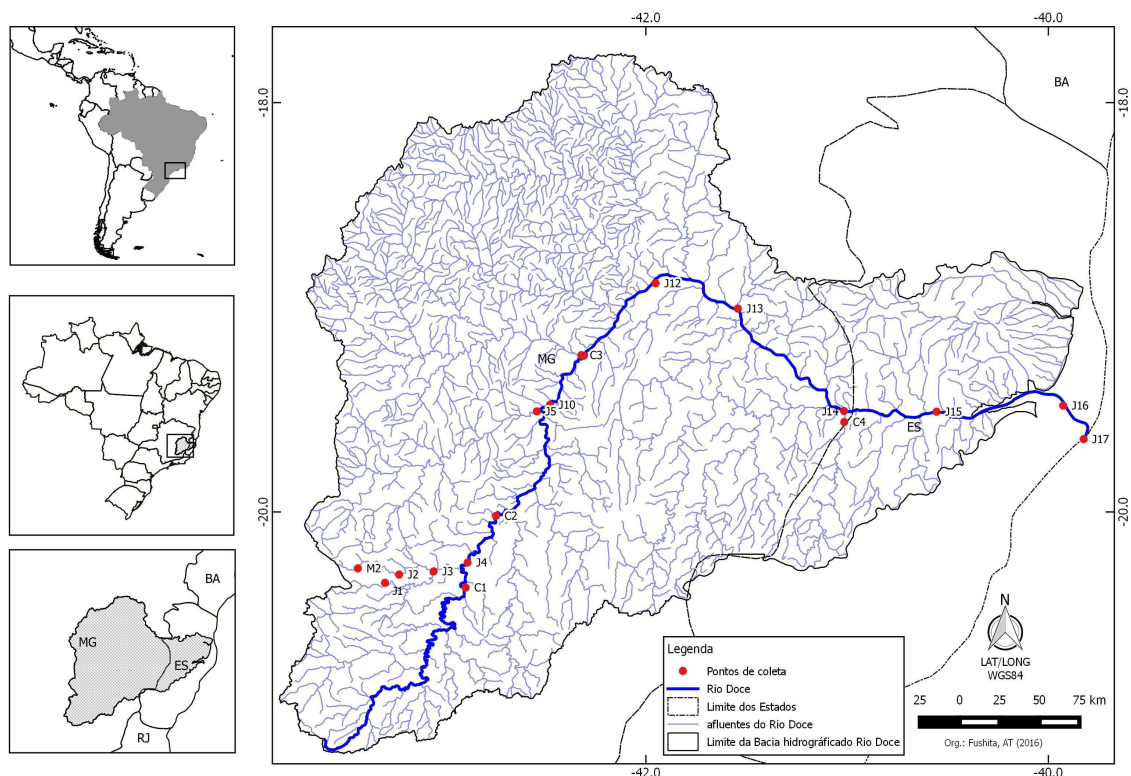 -42.0
-40.0
BA
-18.0
-18.0
J12
J13
MG
C3
J10
J5
J14
C4
ES
J15
J16
J17
-20.0
-20.0
C2
J4
M2
J2
J3
J1
C1
BA
MG
ES
RJ
N
LAT/LONG
WGS84
Legenda
Pontos de coleta
Rio Doce
Limite dos Estados
afluentes do Rio Doce
Limite da Bacia hidrográficado Rio Doce
25 0 25 50 75 km
Org.: Fushita, AT (2016)
-42.0
-40.0